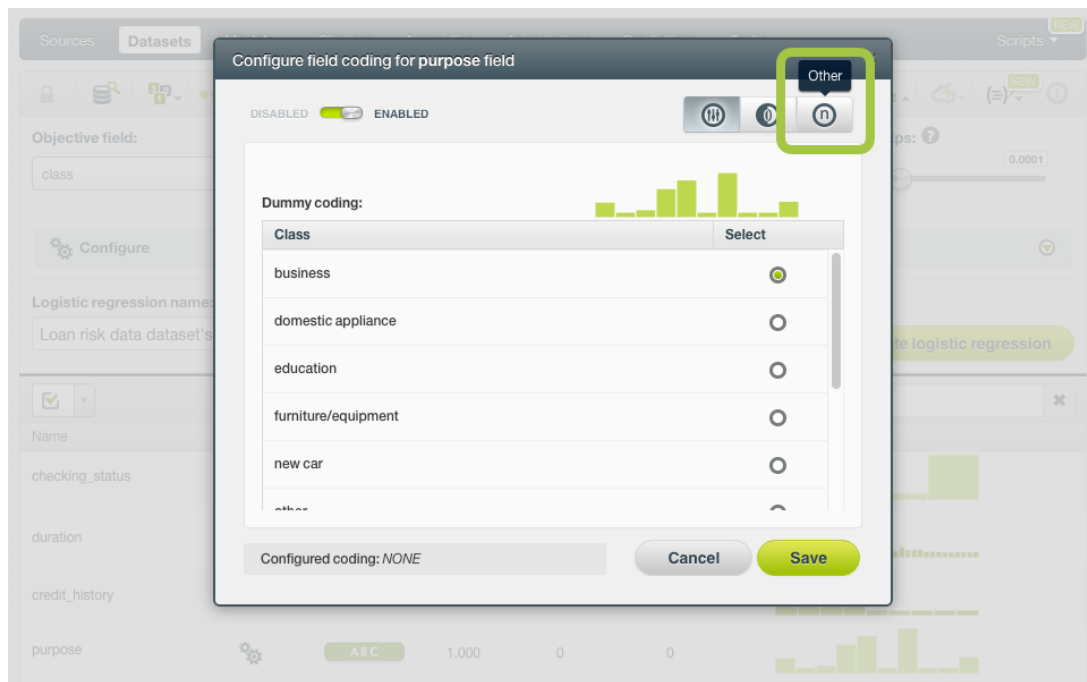 Sources Datasets Scripts NEW
Configure field coding for purpose field
Other
DISABLED ENABLED
n
(=) NEW
Objective field:
ps: ?
0.0001
class
Dummy coding:
Class Select
Configure
business
Logistic regression name:
domestic appliance
Loan risk data dataset's
te logistic regression
education
furniture/equipment
Name
new car
checking_status
other
duration
Configured coding: NONE
Cancel
Save
credit_history
purpose ABC 1,000 0 0